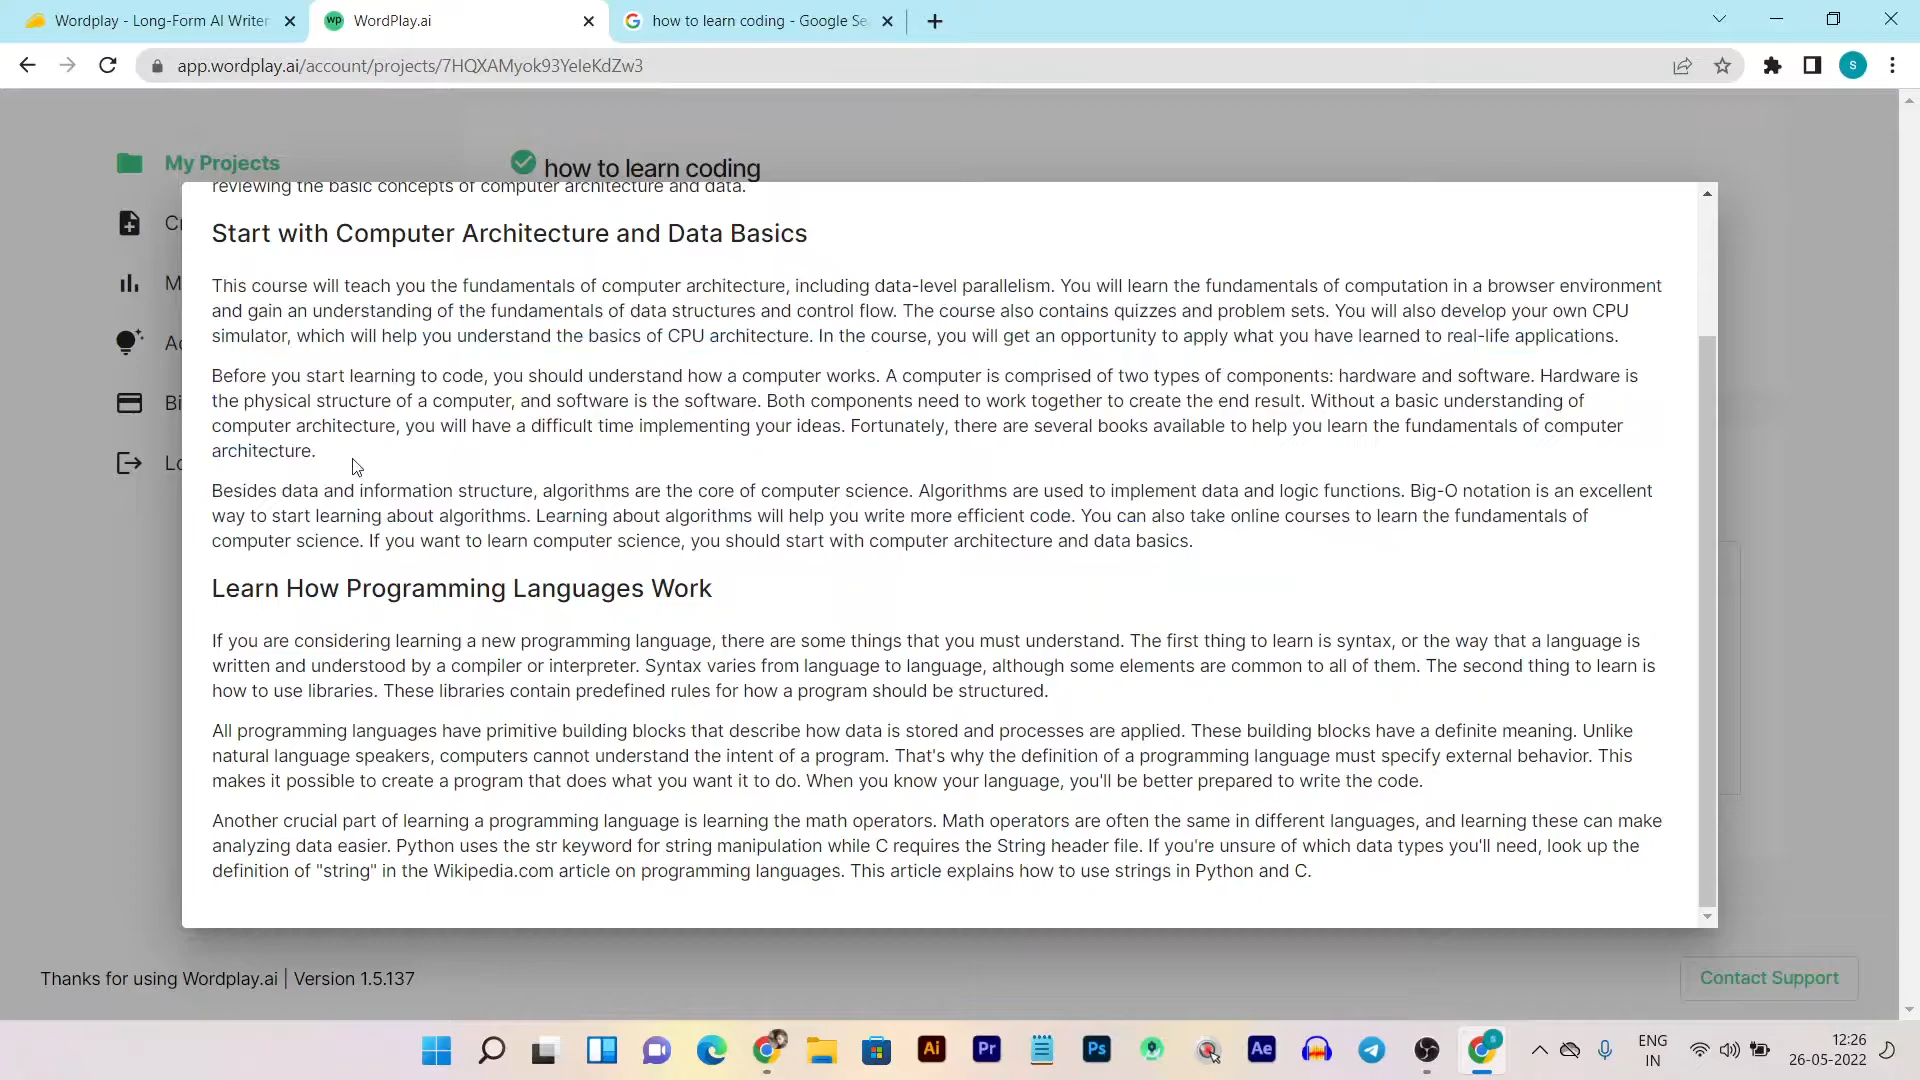 Wordplay - Long-Form AI Writer
WordPlay.ai
how to learn coding - Google Se
app.wordplay.ai/account/projects/7HQXAMyok93YeleKdZw3
S
My Projects
how to learn coding
reviewing the basic concepts of computer architecture and data.
Start with Computer Architecture and Data Basics
This course will teach you the fundamentals of computer architecture, including data-level parallelism. You will learn the fundamentals of computation in a browser environment
and gain an understanding of the fundamentals of data structures and control flow. The course also contains quizzes and problem sets. You will also develop your own CPU
simulator, which will help you understand the basics of CPU architecture. In the course, you will get an opportunity to apply what you have learned to real-life applications.
Before you start learning to code, you should understand how a computer works. A computer is comprised of two types of components: hardware and software. Hardware is
the physical structure of a computer, and software is the software. Both components need to work together to create the end result. Without a basic understanding of
computer architecture, you will have a difficult time implementing your ideas. Fortunately, there are several books available to help you learn the fundamentals of computer
architecture.
Besides data and information structure, algorithms are the core of computer science. Algorithms are used to implement data and logic functions. Big-O notation is an excellent
way to start learning about algorithms. Learning about algorithms will help you write more efficient code. You can also take online courses to learn the fundamentals of
computer science. If you want to learn computer science, you should start with computer architecture and data basics.
Learn How Programming Languages Work
If you are considering learning a new programming language, there are some things that you must understand. The first thing to learn is syntax, or the way that a language is
written and understood by a compiler or interpreter. Syntax varies from language to language, although some elements are common to all of them. The second thing to learn is
how to use libraries. These libraries contain predefined rules for how a program should be structured.
All programming languages have primitive building blocks that describe how data is stored and processes are applied. These building blocks have a definite meaning. Unlike
natural language speakers, computers cannot understand the intent of a program. That's why the definition of a programming language must specify external behavior. This
makes it possible to create a program that does what you want it to do. When you know your language, you'll be better prepared to write the code.
Another crucial part of learning a programming language is learning the math operators. Math operators are often the same in different languages, and learning these can make
analyzing data easier. Python uses the str keyword for string manipulation while C requires the String header file. If you're unsure of which data types you'll need, look up the
definition of "string" in the Wikipedia.com article on programming languages. This article explains how to use strings in Python and C.
Thanks for using Wordplay.ai | Version 1.5.137
Contact Support
ENG
IN
12:26
26-05-2022